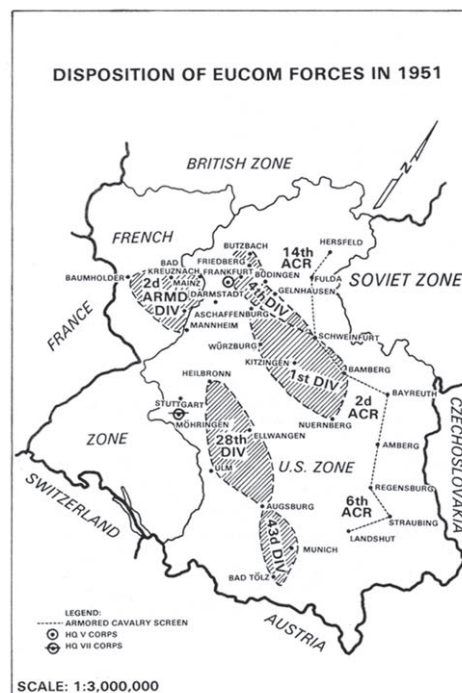 DISPOSITION OF EUCOM FORCES IN 1951
BRITISH ZONE
N
FRENCH
HERSFELD
BUTZBACH
14th
ACR
FRIEDBERG
BAD
KREUZNACH
FRANKFURT
BÜDINGEN
FULDA
SOVIET ZONE
BAUMHOLDER
MAINZ
GELNHAUSEN
2d
ARMD
DIV
4th DIV
DARMSTADT
ASCHAFFENBURG
SCHWEINFURT
FRANCE
MANNHEIM
WÜRZBURG
KITZINGEN
1st DIV
BAMBERG
HEILBRONN
BAYREUTH
2d
ACR
STUTTGART
NUERNBERG
MÖHRINGEN
CZECHOSLOVAKIA
ZONE
28th
DIV
ELLWANGEN
AMBERG
U.S. ZONE
ULM
REGENSBURG
6th
ACR
SWITZERLAND
AUGSBURG
STRAUBING
43d DIV
LANDSHUT
MUNICH
BAD TÖLZ
AUSTRIA
LEGEND:
ARMORED CAVALRY SCREEN
HQ V CORPS
HQ VII CORPS
SCALE: 1:3,000,000